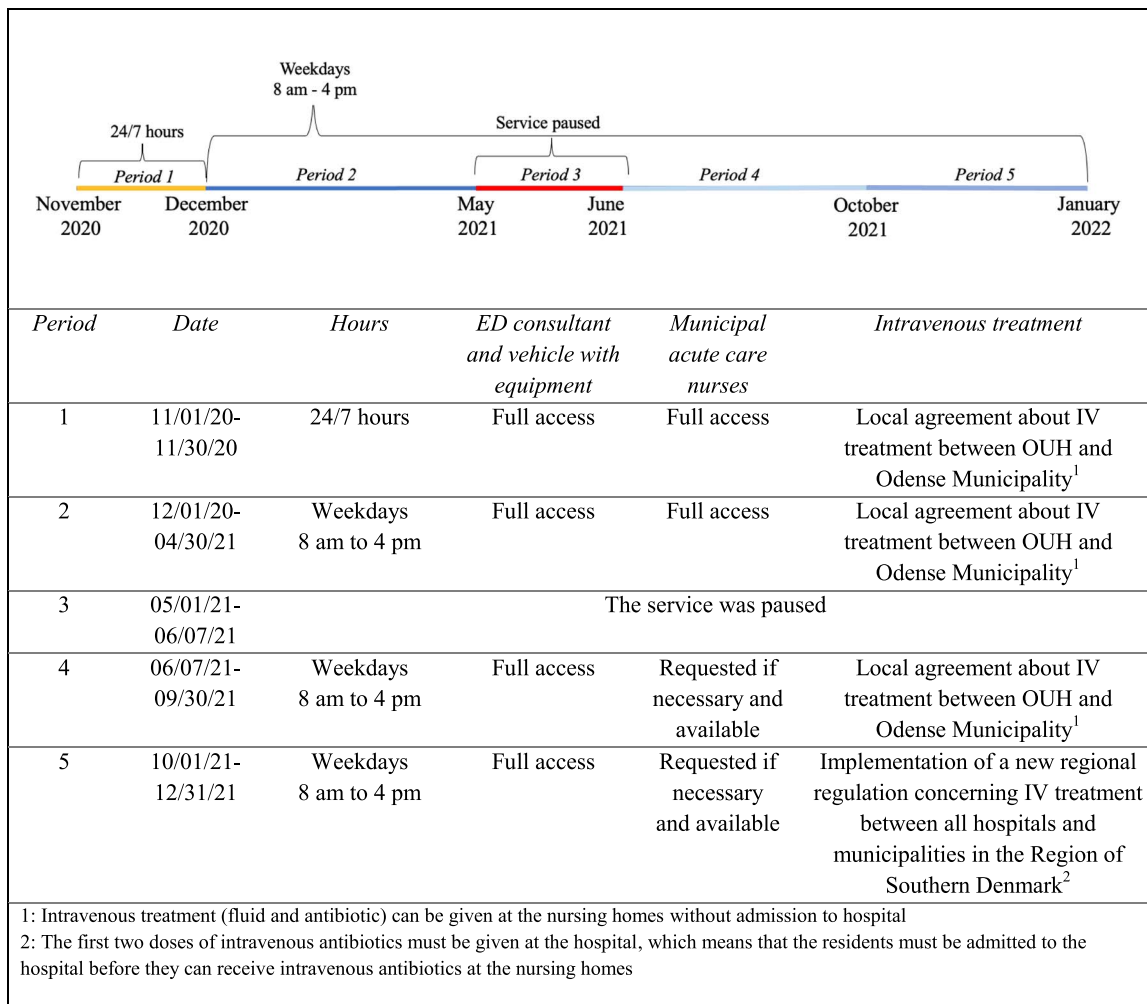 Weekdays
8 am - 4 pm
Service paused
24/7 hours
Period 1 Period 2 Period 3 Period 4 Period 5
November 2020
December 2020
May 2021
June 2021
October 2021
January 2022
Period Date Hours ED consultant and vehicle with equipment Municipal acute care nurses Intravenous treatment
1 11/01/20-11/30/20 24/7 hours Full access Full access Local agreement about IV treatment between OUH and Odense Municipality1
2 12/01/20-04/30/21 Weekdays 8 am to 4 pm Full access Full access Local agreement about IV treatment between OUH and Odense Municipality1
3 05/01/21-06/07/21 The service was paused
4 06/07/21-09/30/21 Weekdays 8 am to 4 pm Full access Requested if necessary and available Local agreement about IV treatment between OUH and Odense Municipality1
5 10/01/21-12/31/21 Weekdays 8 am to 4 pm Full access Requested if necessary and available Implementation of a new regional regulation concerning IV treatment between all hospitals and municipalities in the Region of Southern Denmark2
1: Intravenous treatment (fluid and antibiotic) can be given at the nursing homes without admission to hospital
2: The first two doses of intravenous antibiotics must be given at the hospital, which means that the residents must be admitted to the
hospital before they can receive intravenous antibiotics at the nursing homes